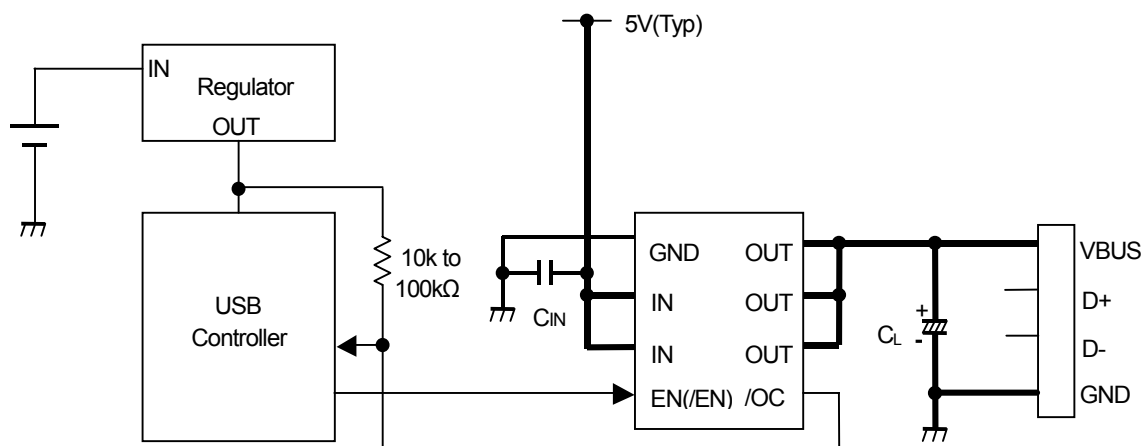 5V(Typ)
IN
Regulator
OUT
10k to
100kΩ
USB
Controller
CIN
GND OUT
IN OUT
IN OUT
EN(/EN) /OC
+
CL
-
VBUS
D+
D-
GND